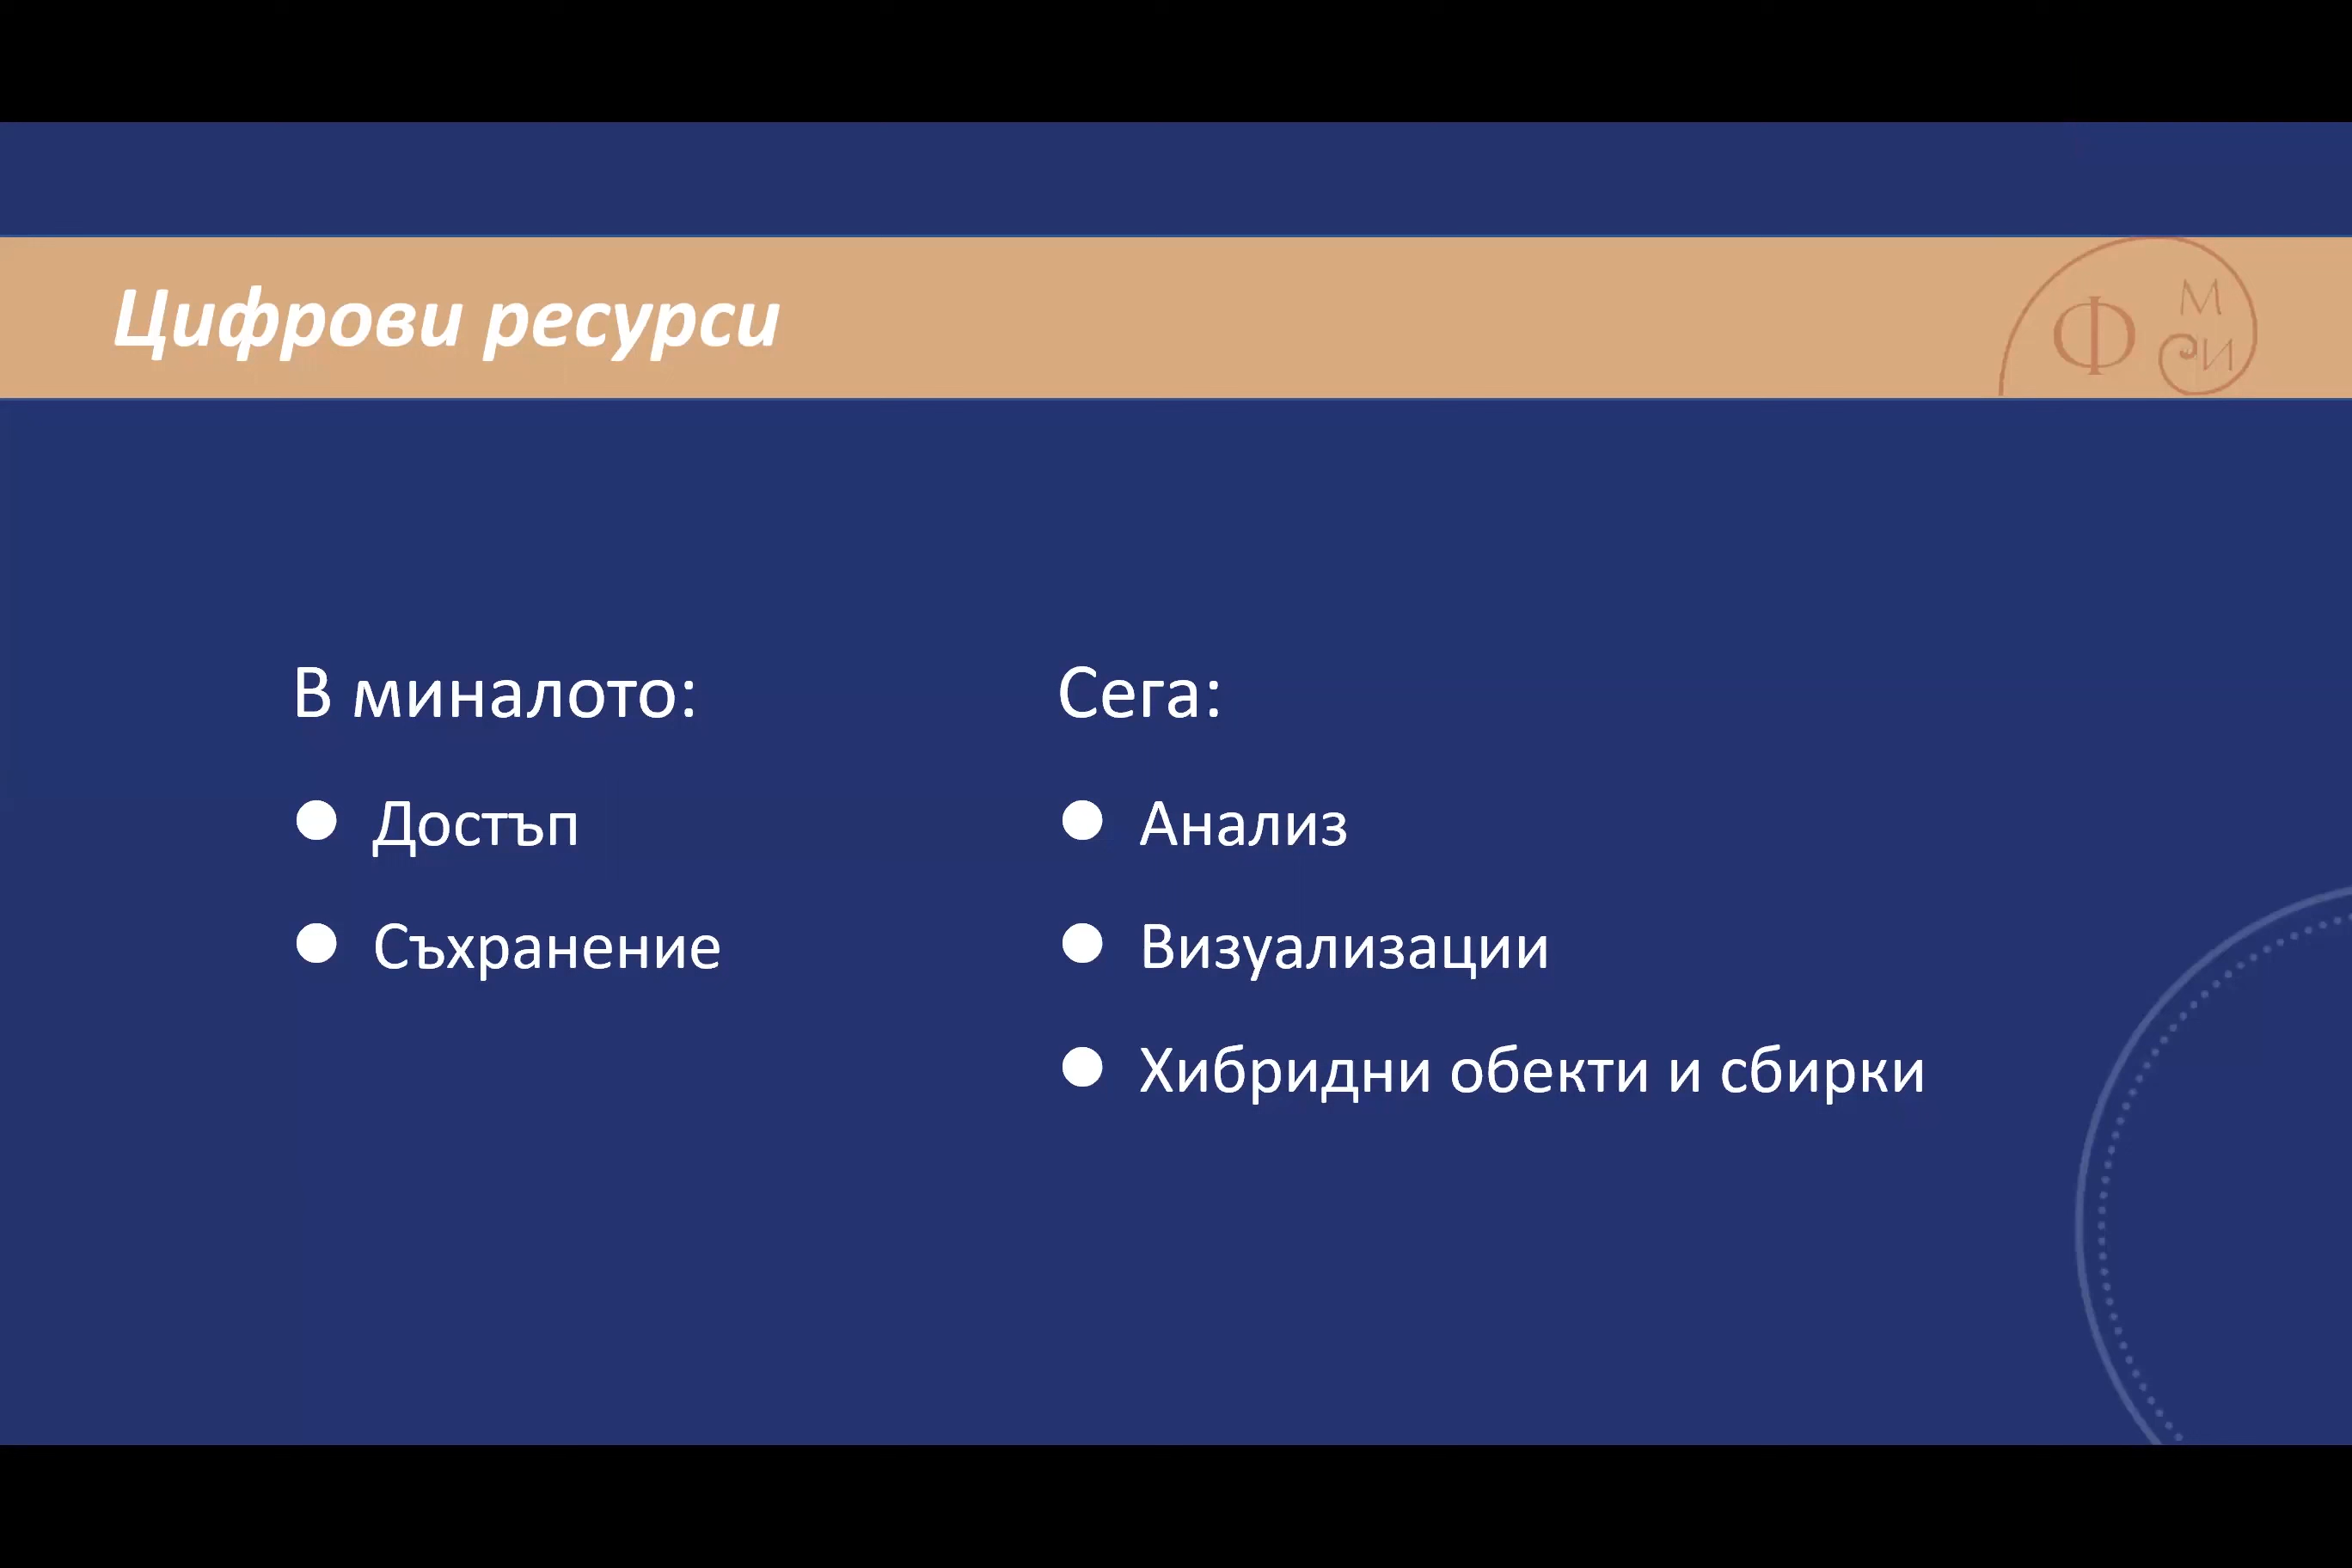 Цифрови ресурси
Ф М И
В миналото:
● Достъп
● Съхранение
Сега:
● Анализ
● Визуализации
● Хибридни обекти и сбирки